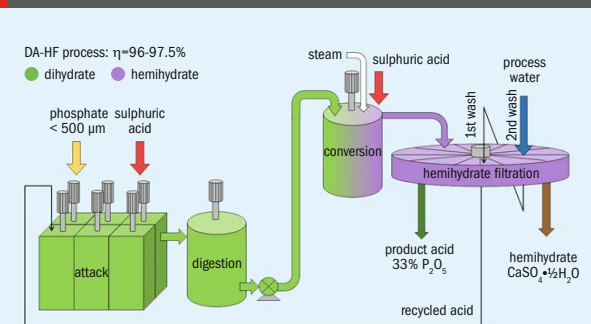 DA-HF process: η=96-97.5%
dihydrate hemihydrate
steam
sulphuric acid
process
water
phosphate
< 500 µm
sulphuric
acid
1st wash
2nd wash
conversion
hemihydrate filtration
attack
digestion
product acid
33% P₂O₅
hemihydrate
CaSO₄•½H₂O
recycled acid